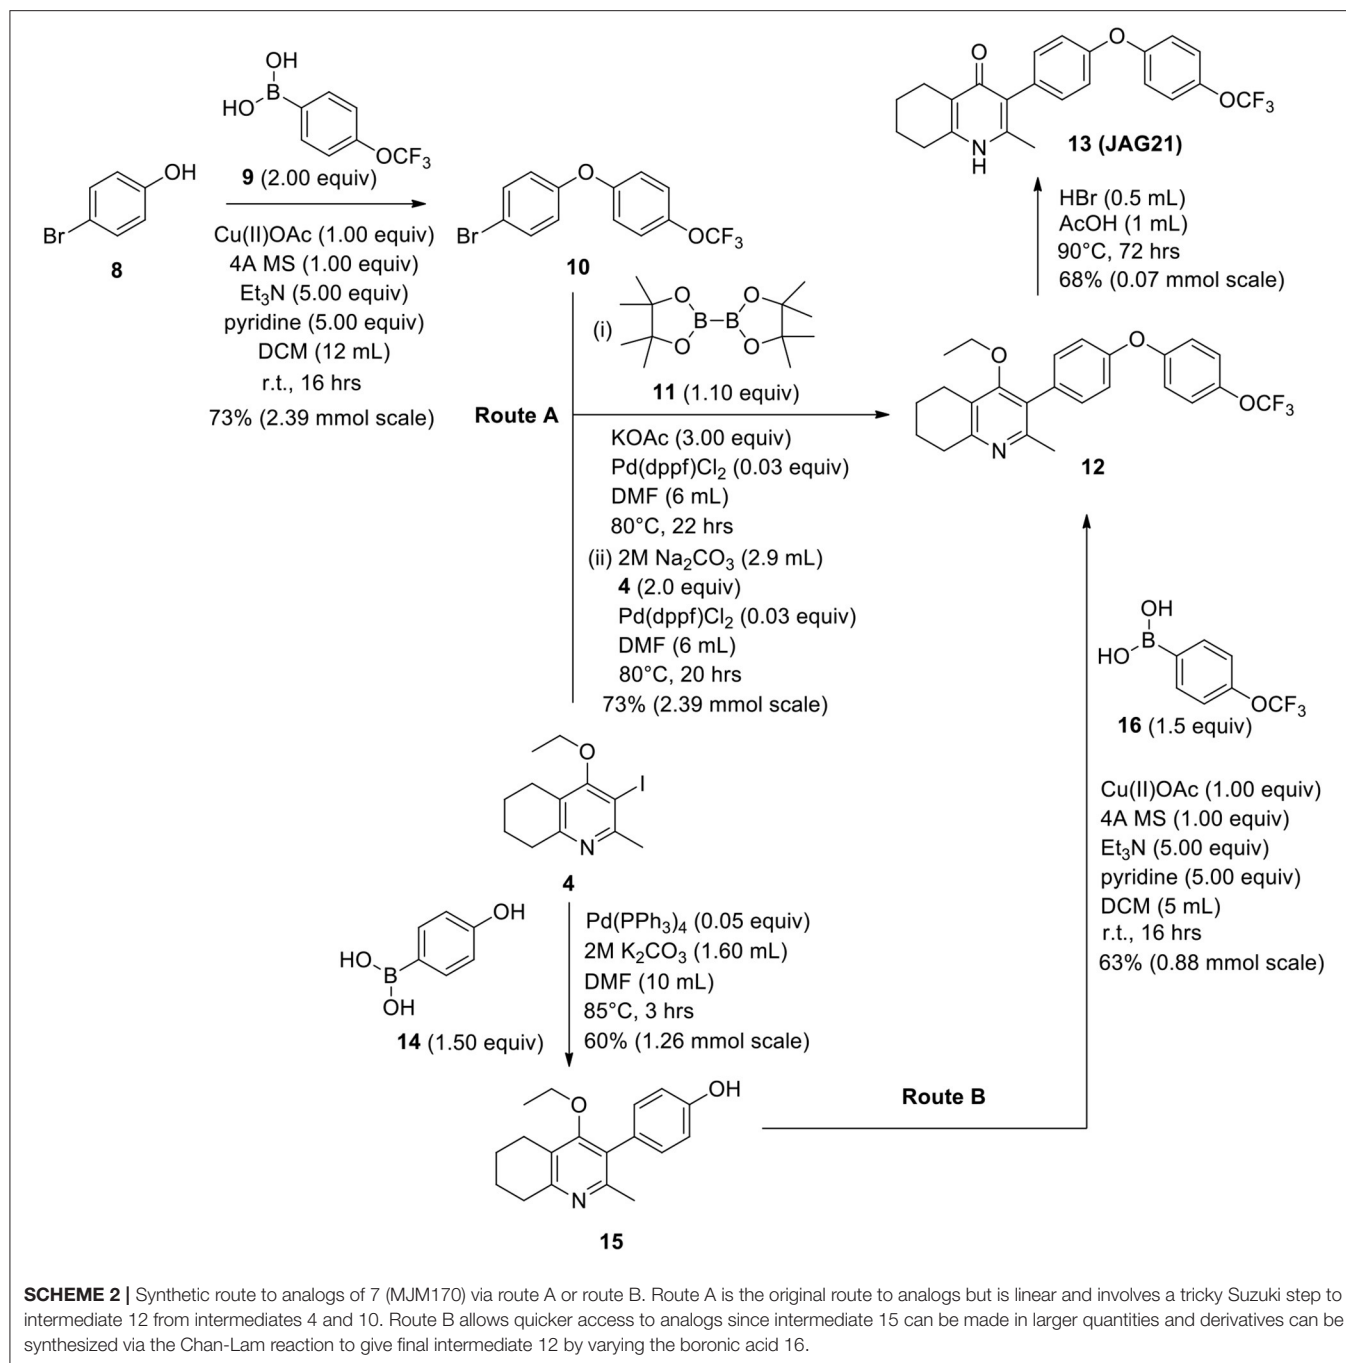 OH
HO
B
OCF3
9 (2.00 equiv)
OH
Br
8
Cu(II)OAc (1.00 equiv)
4A MS (1.00 equiv)
Et3N (5.00 equiv)
pyridine (5.00 equiv)
DCM (12 mL)
r.t., 16 hrs
73% (2.39 mmol scale)
O
Br
OCF3
10
O
O
OCF3
N
H
13 (JAG21)
HBr (0.5 mL)
AcOH (1 mL)
90°C, 72 hrs
68% (0.07 mmol scale)
(i)
O
O
B
B
O
O
11 (1.10 equiv)
Route A
KOAc (3.00 equiv)
Pd(dppf)Cl2 (0.03 equiv)
DMF (6 mL)
80°C, 22 hrs
(ii) 2M Na2CO3 (2.9 mL)
4 (2.0 equiv)
Pd(dppf)Cl2 (0.03 equiv)
DMF (6 mL)
80°C, 20 hrs
73% (2.39 mmol scale)
O
O
OCF3
N
12
O
I
N
4
OH
HO
B
OH
14 (1.50 equiv)
Pd(PPh3)4 (0.05 equiv)
2M K2CO3 (1.60 mL)
DMF (10 mL)
85°C, 3 hrs
60% (1.26 mmol scale)
O
OH
N
15
Route B
OH
HO
B
OCF3
16 (1.5 equiv)
Cu(II)OAc (1.00 equiv)
4A MS (1.00 equiv)
Et3N (5.00 equiv)
pyridine (5.00 equiv)
DCM (5 mL)
r.t., 16 hrs
63% (0.88 mmol scale)
SCHEME 2 | Synthetic route to analogs of 7 (MJM170) via route A or route B. Route A is the original route to analogs but is linear and involves a tricky Suzuki step to
intermediate 12 from intermediates 4 and 10. Route B allows quicker access to analogs since intermediate 15 can be made in larger quantities and derivatives can be
synthesized via the Chan-Lam reaction to give final intermediate 12 by varying the boronic acid 16.